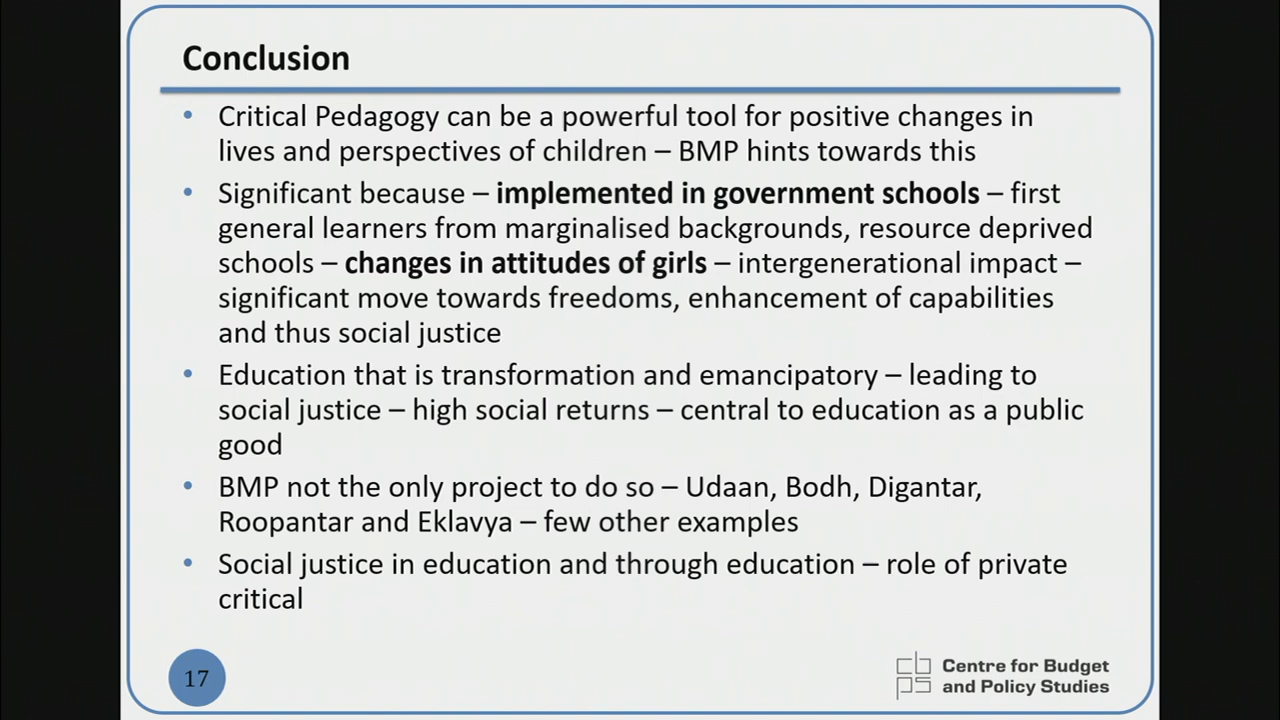 Conclusion
• Critical Pedagogy can be a powerful tool for positive changes in
lives and perspectives of children – BMP hints towards this
• Significant because – implemented in government schools – first
general learners from marginalised backgrounds, resource deprived
schools – changes in attitudes of girls – intergenerational impact –
significant move towards freedoms, enhancement of capabilities
and thus social justice
• Education that is transformation and emancipatory – leading to
social justice – high social returns – central to education as a public
good
• BMP not the only project to do so – Udaan, Bodh, Digantar,
Roopantar and Eklavya – few other examples
• Social justice in education and through education – role of private
critical
17
cb
ps
Centre for Budget
and Policy Studies